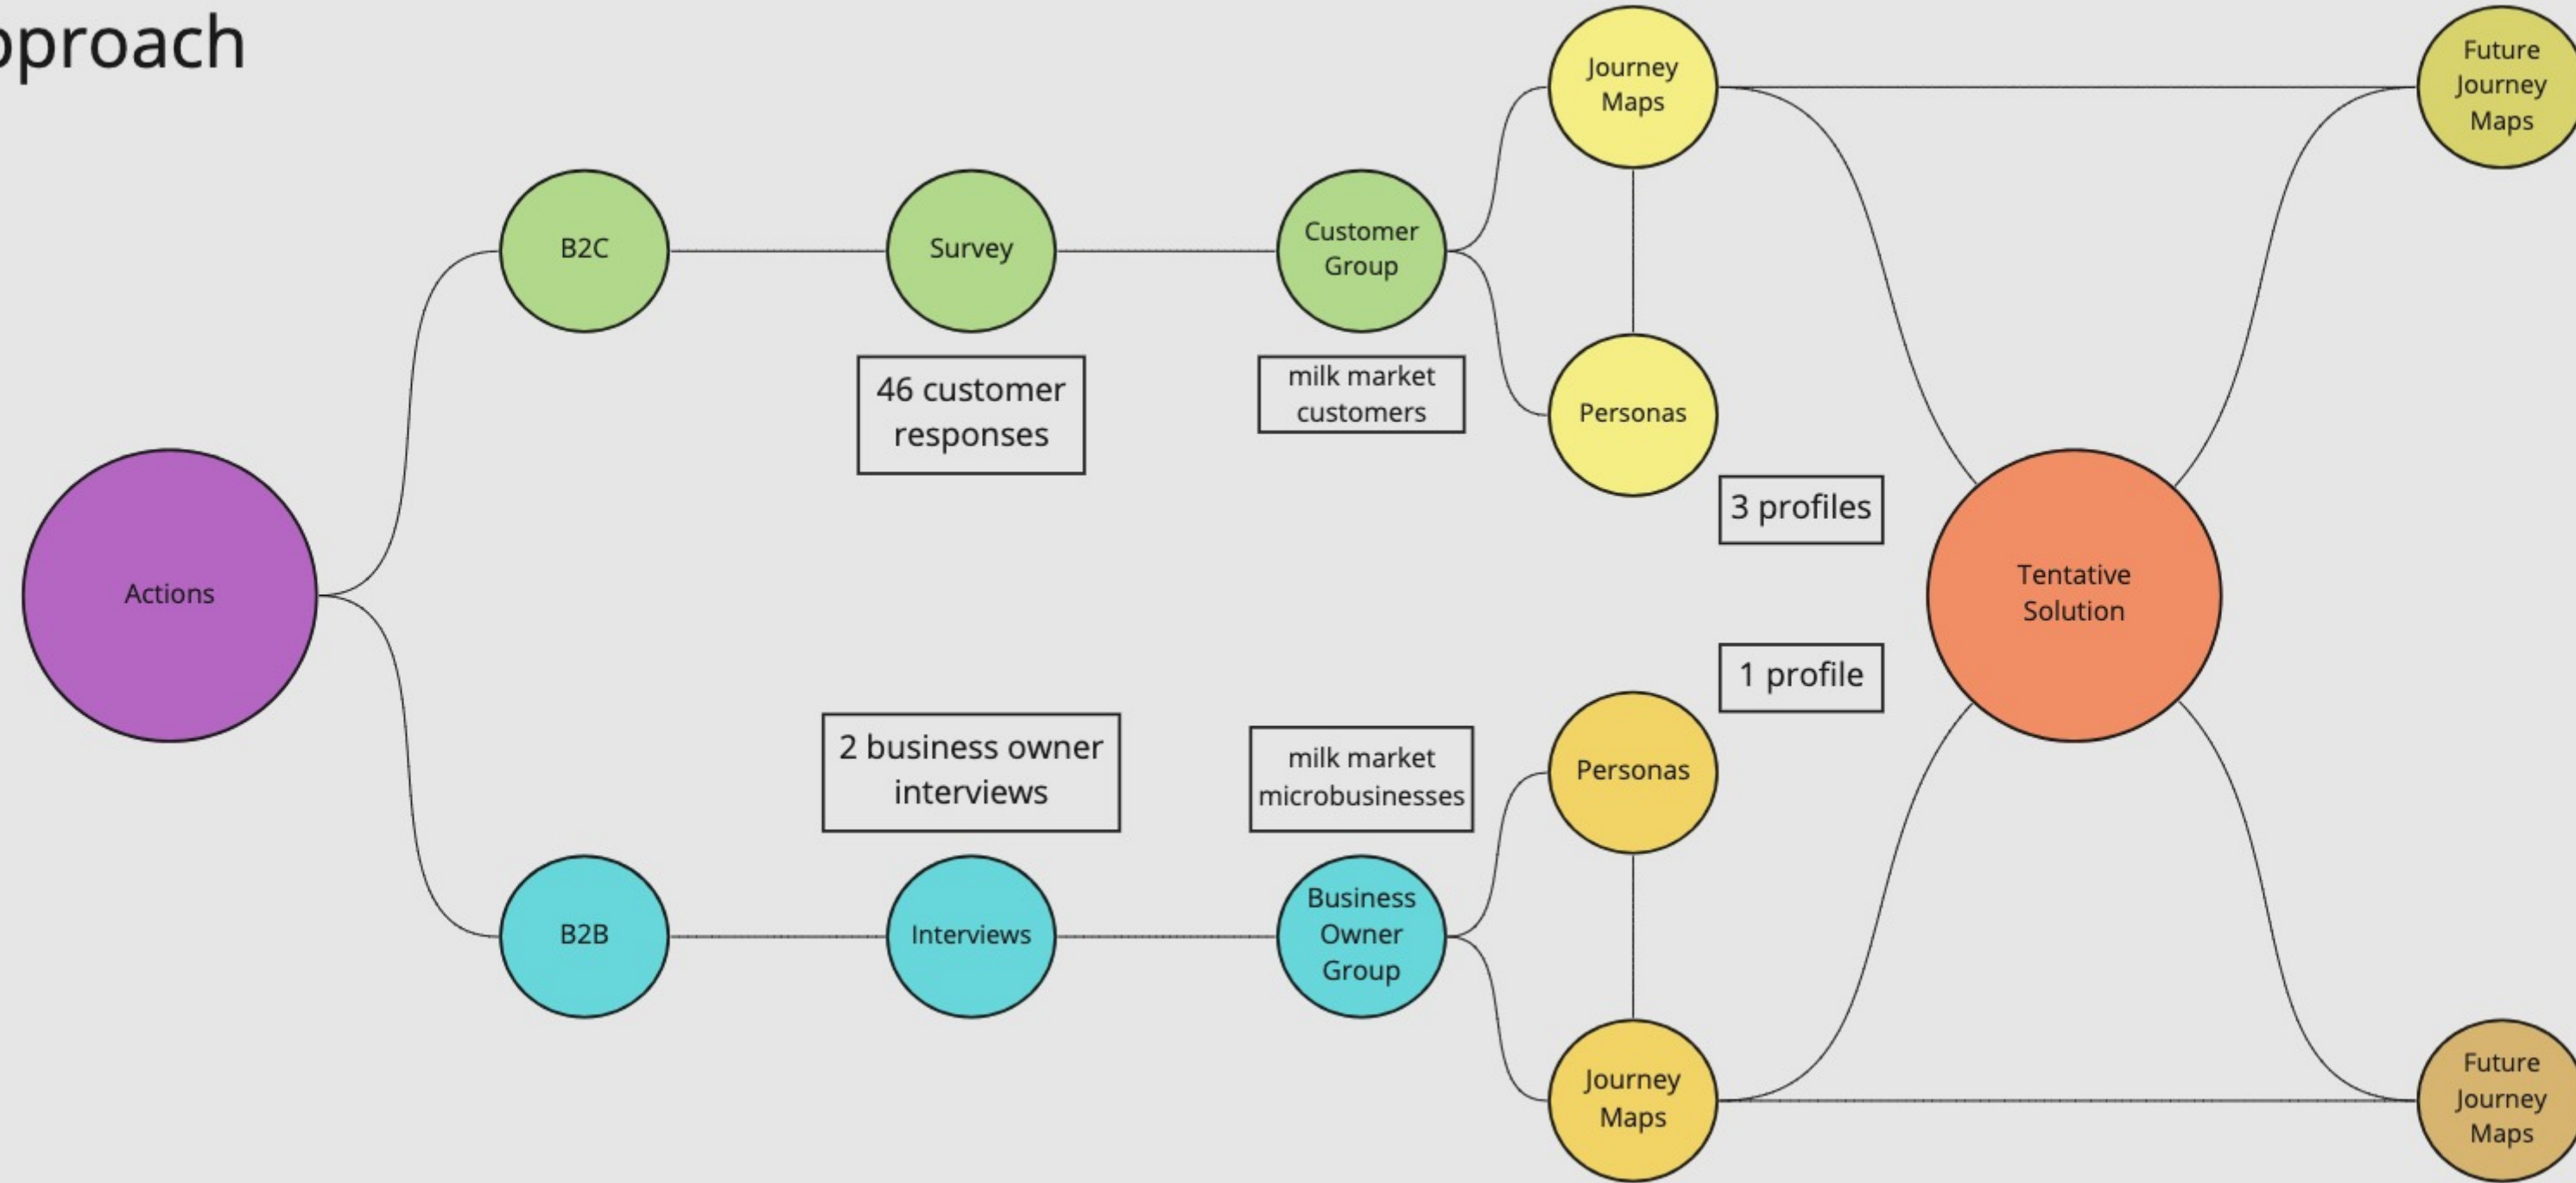 pproach
Journey
Maps
Future
Journey
Maps
B2C
Survey
Customer
Group
46 customer
responses
milk market
customers
Personas
3 profiles
Actions
Tentative
Solution
1 profile
2 business owner
interviews
milk market
microbusinesses
Personas
B2B
Interviews
Business
Owner
Group
Journey
Maps
Future
Journey
Maps